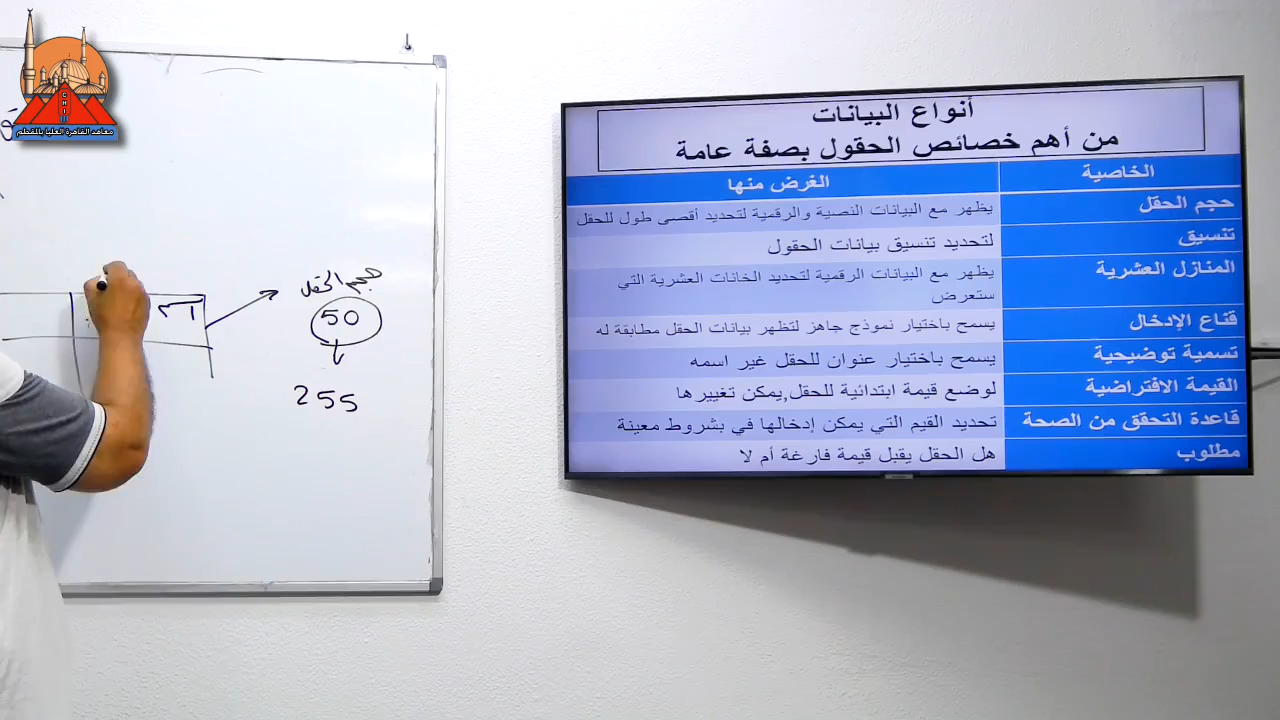 CHI
معاهد القاهرة العليا بالمقطم
حجم الحقل
50
255
أنواع البيانات
من أهم خصائص الحقول بصفة عامة
الخاصية الغرض منها
حجم الحقل يظهر مع البيانات النصية والرقمية لتحديد أقصى طول للحقل
تنسيق لتحديد تنسيق بيانات الحقول
المنازل العشرية يظهر مع البيانات الرقمية لتحديد الخانات العشرية التي
ستعرض
قناع الإدخال يسمح باختيار نموذج جاهز لتظهر بيانات الحقل مطابقة له
تسمية توضيحية يسمح باختيار عنوان للحقل غير اسمه
القيمة الافتراضية لوضع قيمة ابتدائية للحقل,يمكن تغييرها
قاعدة التحقق من الصحة تحديد القيم التي يمكن إدخالها في بشروط معينة
مطلوب هل الحقل يقبل قيمة فارغة أم لا